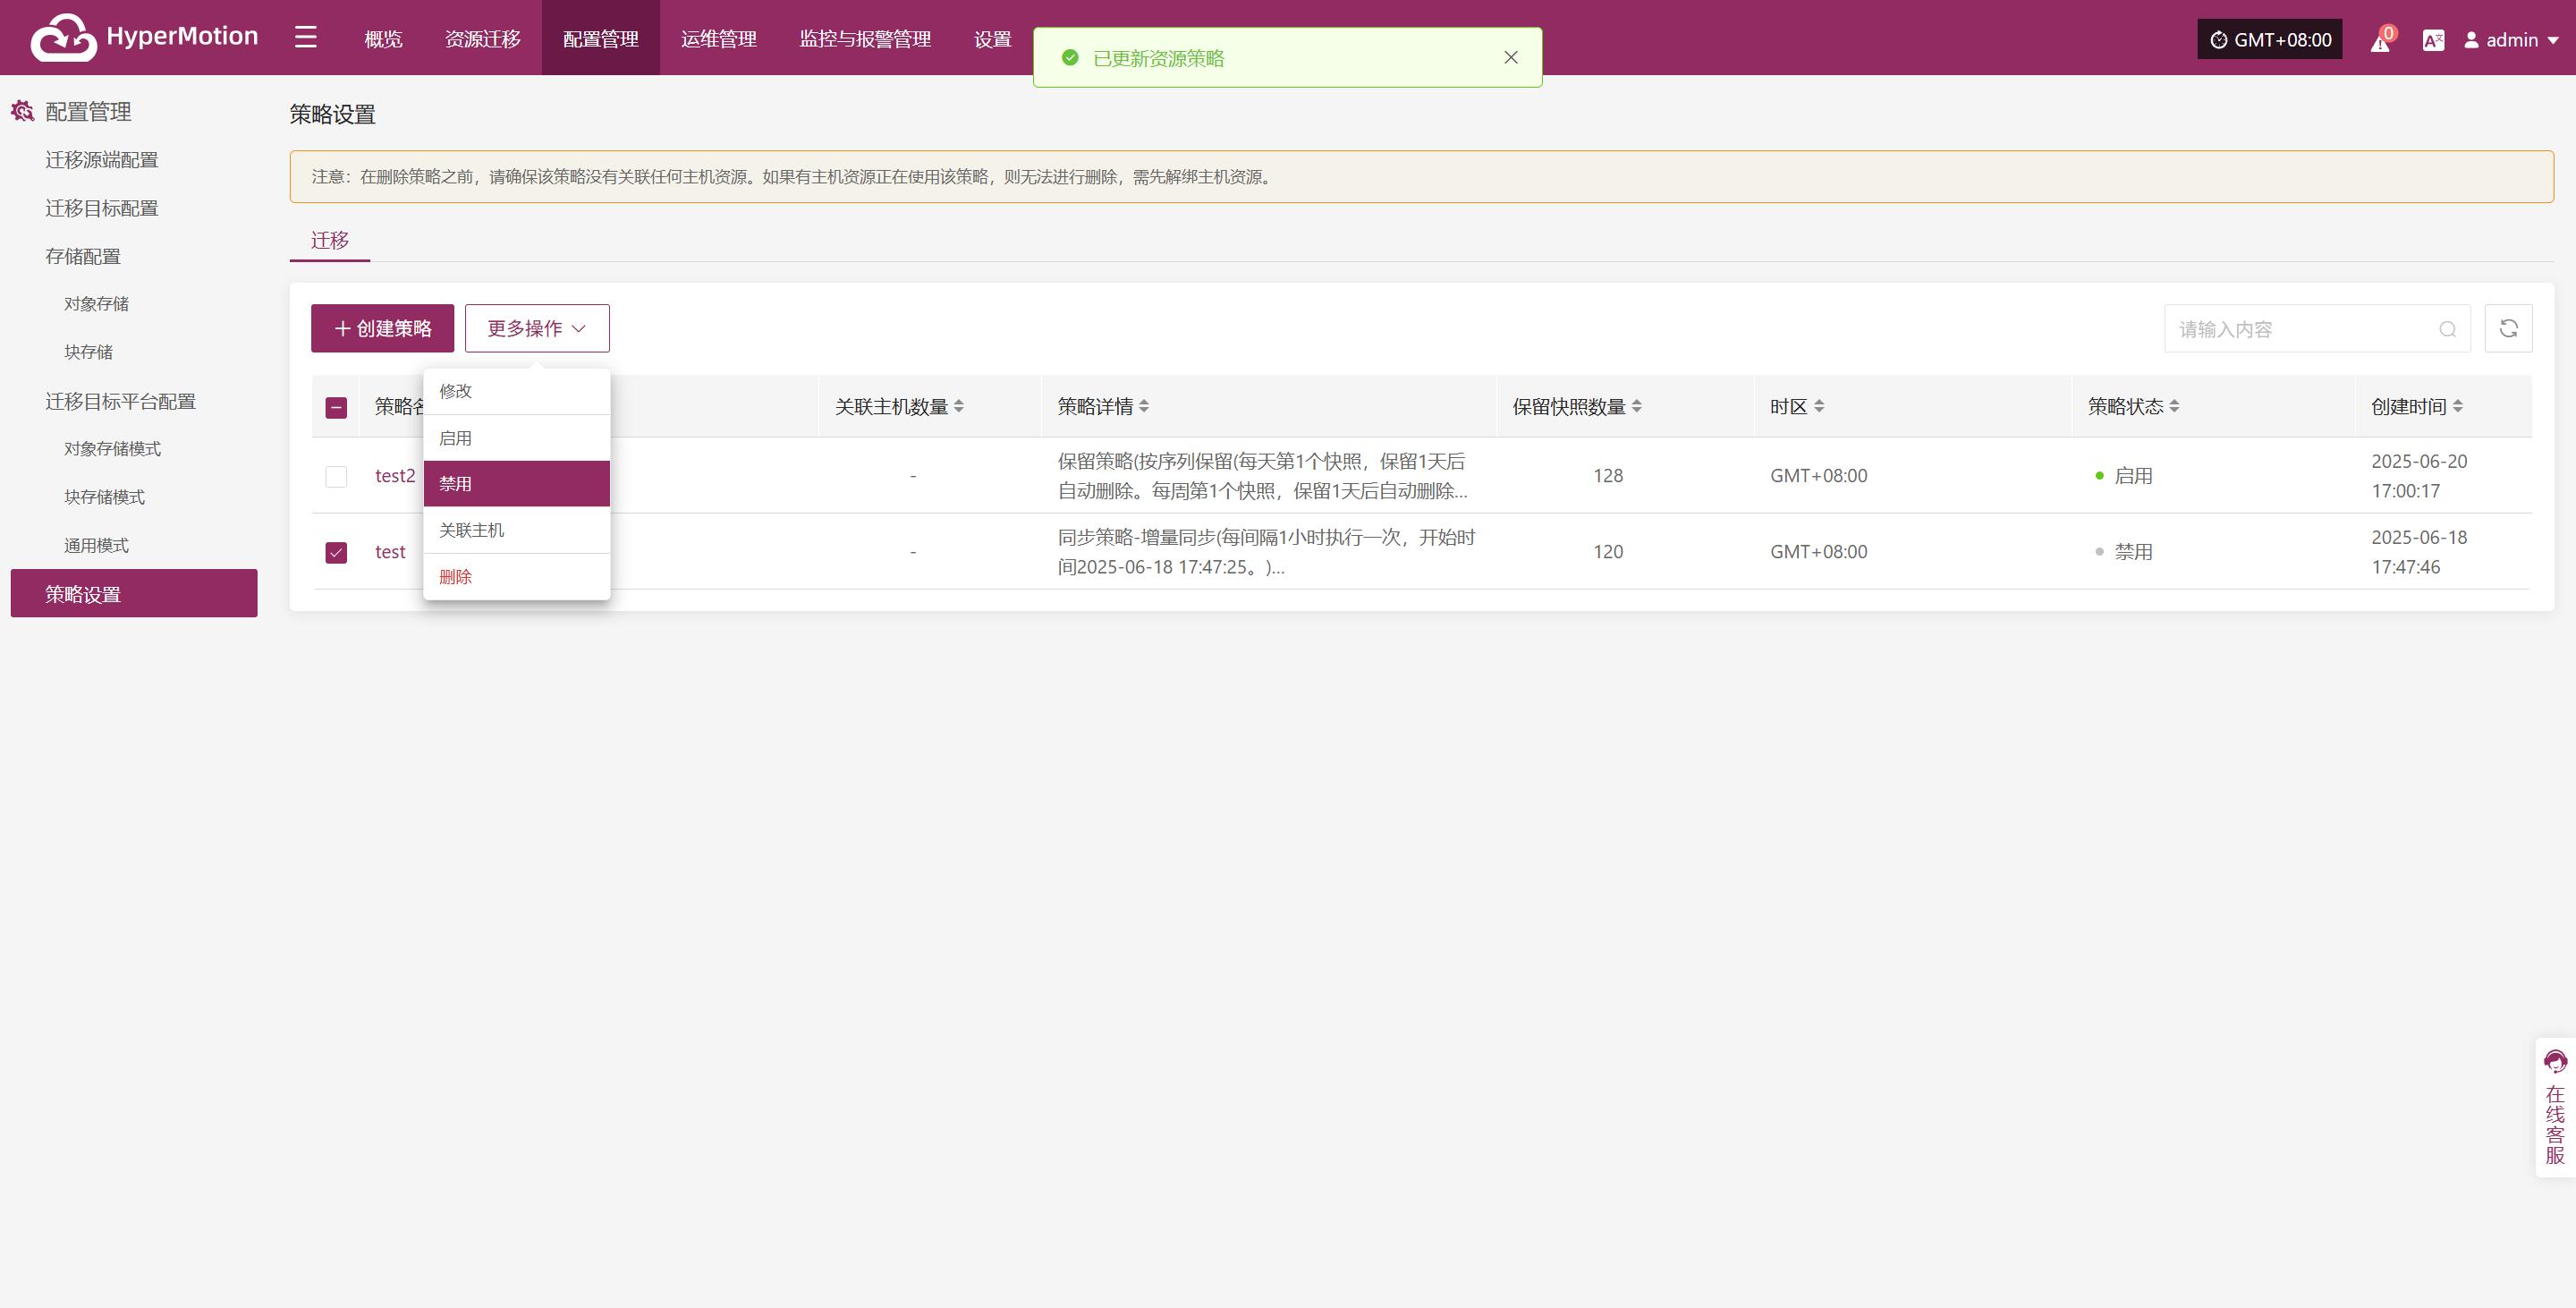 HyperMotion
概览
资源迁移
配置管理
运维管理
监控与报警管理
设置
已更新资源策略
GMT+08:00
0
admin
配置管理
迁移源端配置
迁移目标配置
存储配置
对象存储
块存储
迁移目标平台配置
对象存储模式
块存储模式
通用模式
策略设置
策略设置
注意：在删除策略之前，请确保该策略没有关联任何主机资源。如果有主机资源正在使用该策略，则无法进行删除，需先解绑主机资源。
迁移
创建策略
更多操作
请输入内容
修改
启用
禁用
关联主机
删除
策略名
关联主机数量
策略详情
保留快照数量
时区
策略状态
创建时间
test2
-
保留策略(按序列保留(每天第1个快照，保留1天后
自动删除。每周第1个快照，保留1天后自动删除...
128
GMT+08:00
启用
2025-06-20
17:00:17
test
-
同步策略-增量同步(每间隔1小时执行一次，开始时
间2025-06-18 17:47:25。)...
120
GMT+08:00
禁用
2025-06-18
17:47:46
在线客服